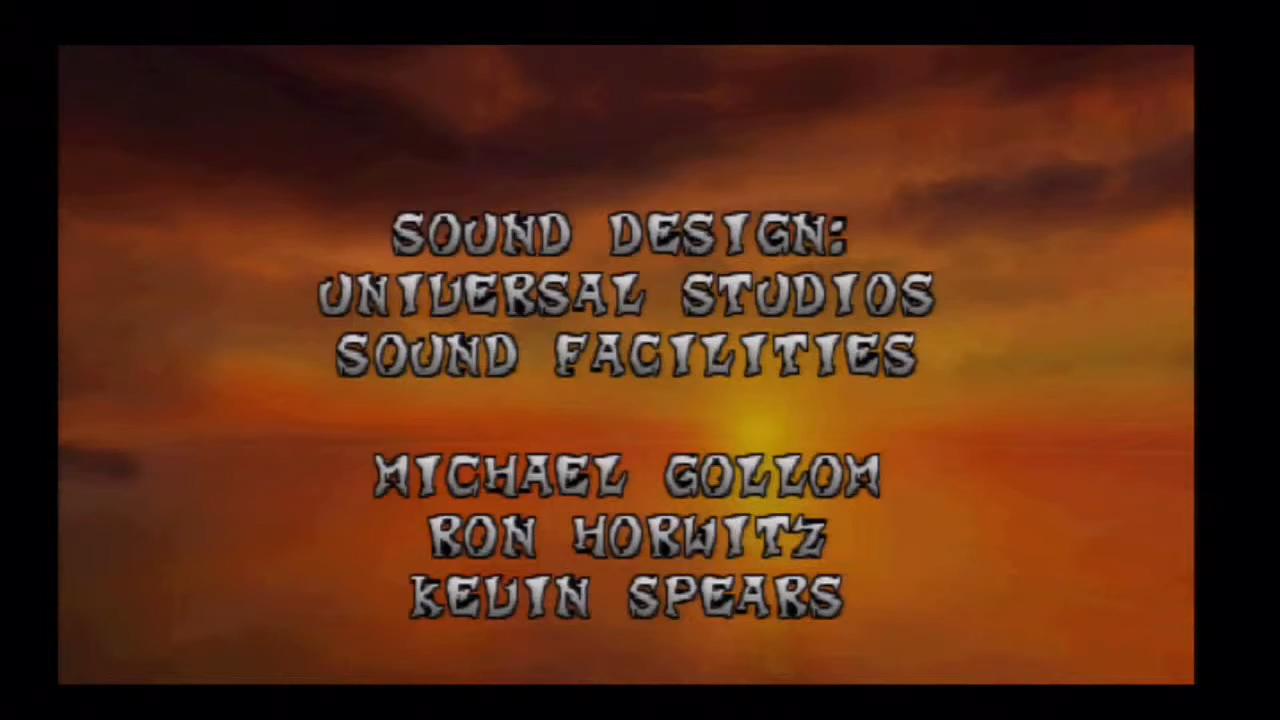 SOUND DESIGN:
UNIVERSAL STUDIOS
SOUND FACILITIES
MICHAEL GOLLOM
RON HORWITZ
KEVIN SPEARS